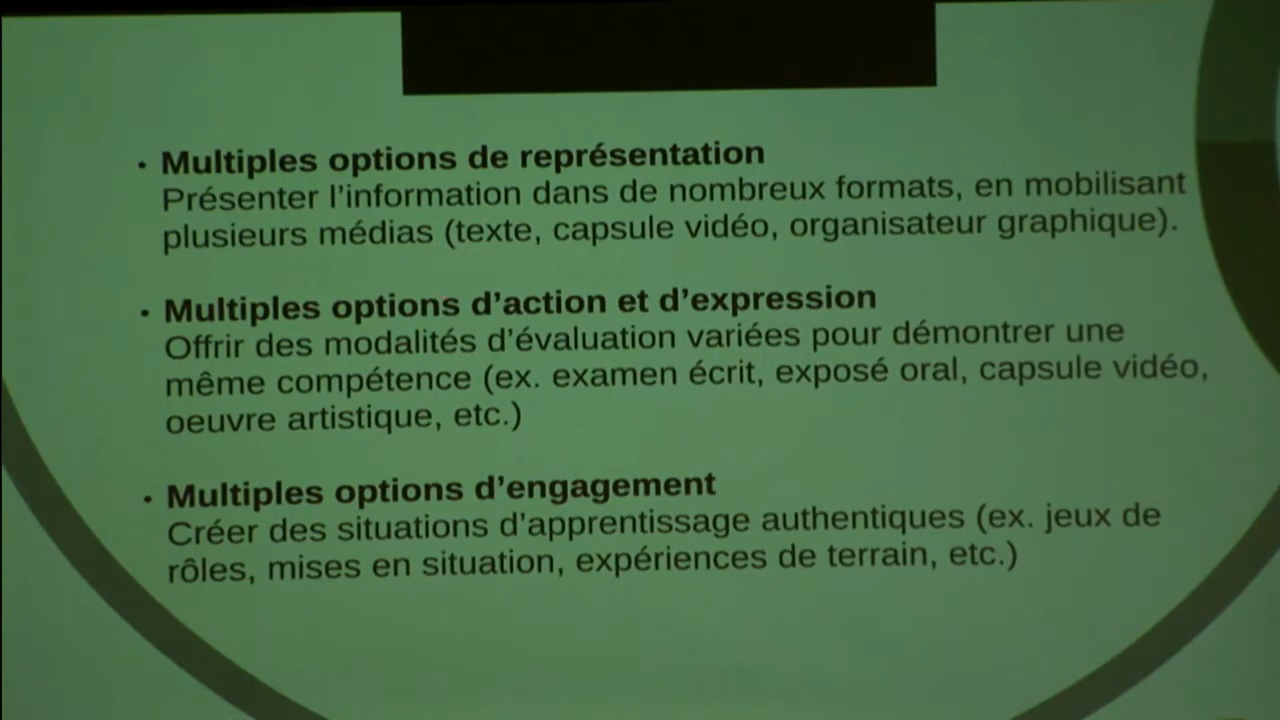 • Multiples options de représentation
Présenter l’information dans de nombreux formats, en mobilisant
plusieurs médias (texte, capsule vidéo, organisateur graphique).
• Multiples options d’action et d’expression
Offrir des modalités d’évaluation variées pour démontrer une
même compétence (ex. examen écrit, exposé oral, capsule vidéo,
oeuvre artistique, etc.)
• Multiples options d’engagement
Créer des situations d’apprentissage authentiques (ex. jeux de
rôles, mises en situation, expériences de terrain, etc.)